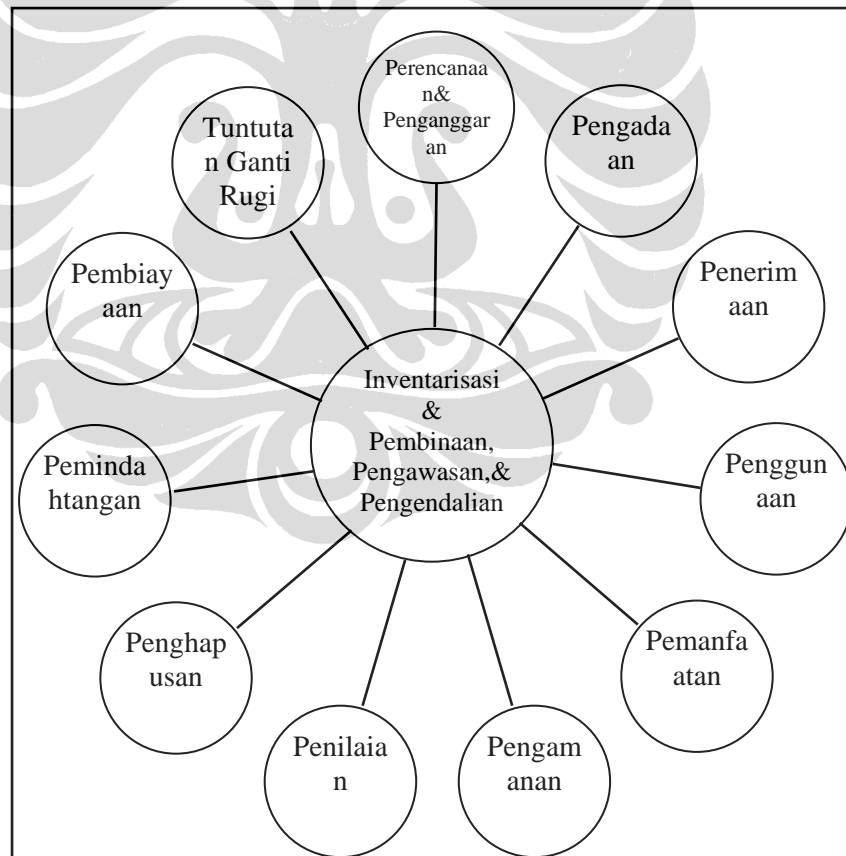 Perencanaa
n&
Penganggar
an
Pengada
an
Penerim
aan
Penggun
aan
Pemanfa
atan
Pengam
anan
Penilaia
n
Penghap
usan
Peminda
htangan
Pembiay
aan
Tuntuta
n Ganti
Rugi
Inventarisasi
&
Pembinaan,
Pengawasan,&
Pengendalian